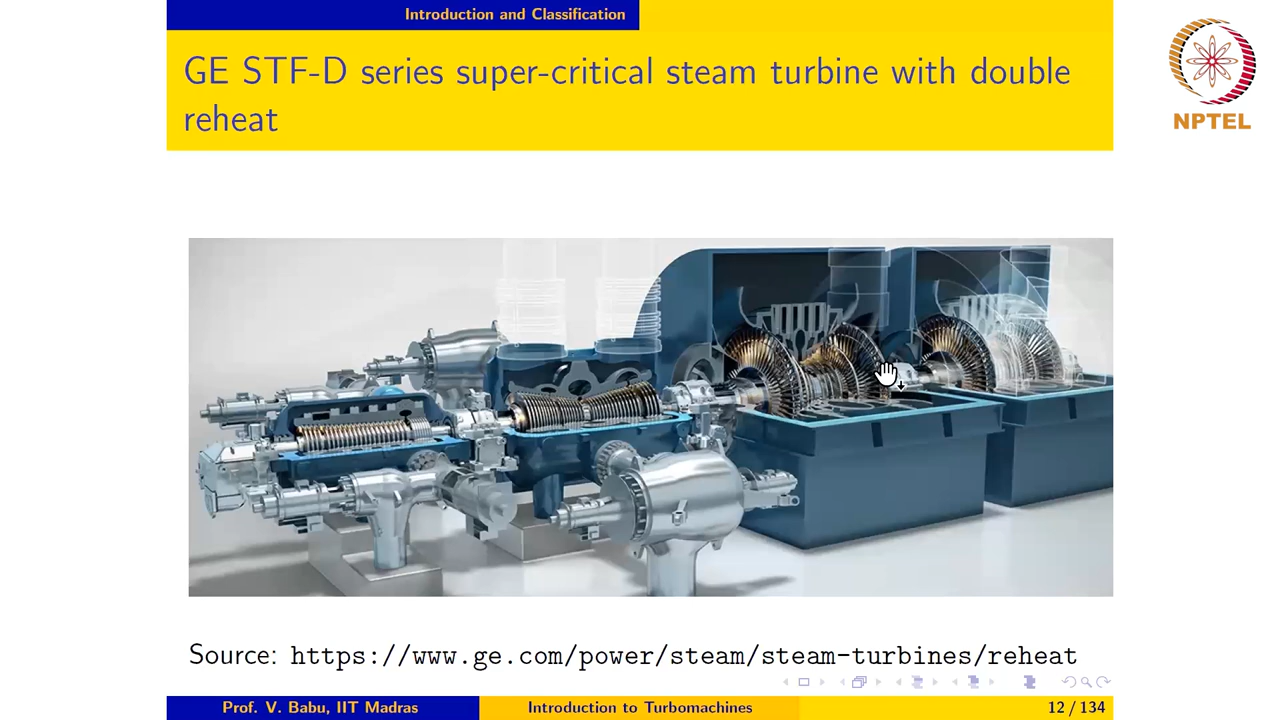 Introduction and Classification
GE STF-D series super-critical steam turbine with double
reheat
NPTEL
Source: https://www.ge.com/power/steam/steam-turbines/reheat
Prof. V. Babu, IIT Madras
Introduction to Turbomachines
12 / 134